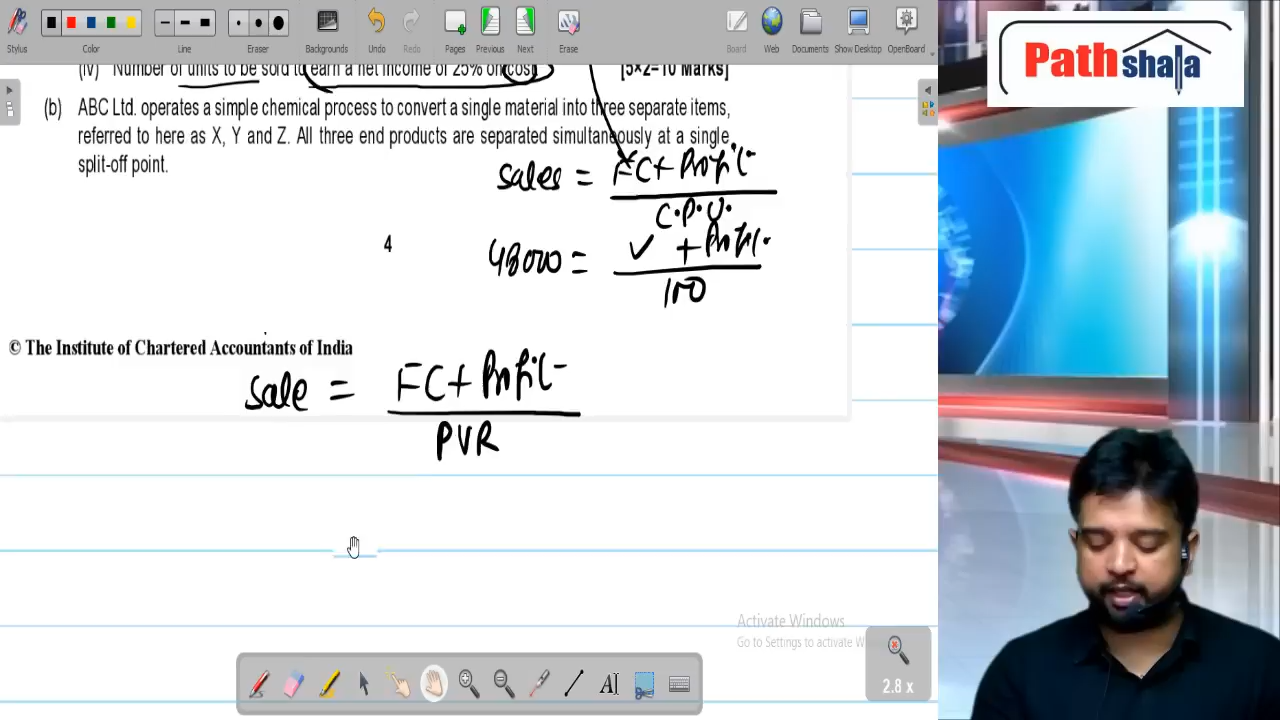 Stylus
Color
Line
Eraser
Backgrounds
Undo
Redo
Pages
Previous
Next
Erase
Board
Web
Documents
Show Desktop
OpenBoard
Path shala
(iv) Number of units to be sold to earn a net income of 25% on cost [5×2=10 Marks]
(b) ABC Ltd. operates a simple chemical process to convert a single material into three separate items,
referred to here as X, Y and Z. All three end products are separated simultaneously at a single
split-off point.
sales = FC + Profit
C.P.U.
4
48000 = ✓ + Profit
100
© The Institute of Chartered Accountants of India
Sale = FC + Profit
PVR
Activate Windows
Go to Settings to activate W
2.8 x